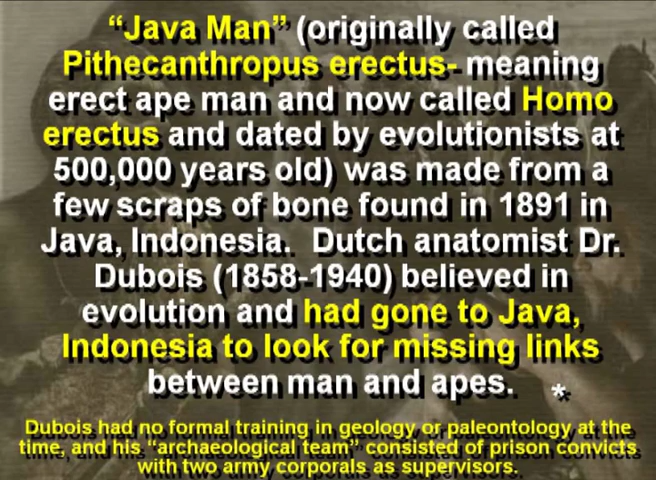 “Java Man” (originally called
Pithecanthropus erectus- meaning
erect ape man and now called Homo
erectus and dated by evolutionists at
500,000 years old) was made from a
few scraps of bone found in 1891 in
Java, Indonesia. Dutch anatomist Dr.
Dubois (1858-1940) believed in
evolution and had gone to Java,
Indonesia to look for missing links
between man and apes. *
Dubois had no formal training in geology or paleontology at the
time, and his “archaeological team” consisted of prison convicts
with two army corporals as supervisors.